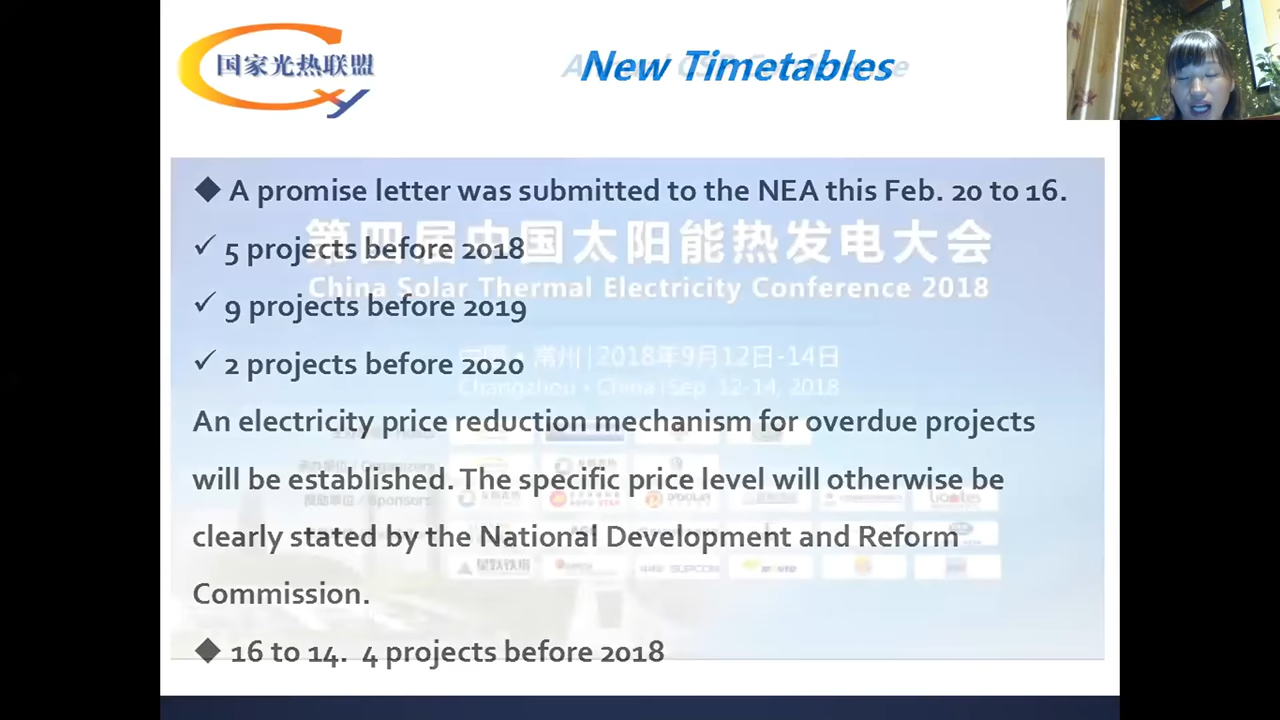 国家光热联盟
New Timetables
A promise letter was submitted to the NEA this Feb. 20 to 16.
第四届中国太阳能热发电大会
5 projects before 2018
China Solar Thermal Electricity Conference 2018
9 projects before 2019
常州|2018年9月12日-14日
2 projects before 2020
Changzhou · China | Sep. 12-14, 2018
An electricity price reduction mechanism for overdue projects
will be established. The specific price level will otherwise be
/ Sponsors
clearly stated by the National Development and Reform
Commission.
16 to 14. 4 projects before 2018